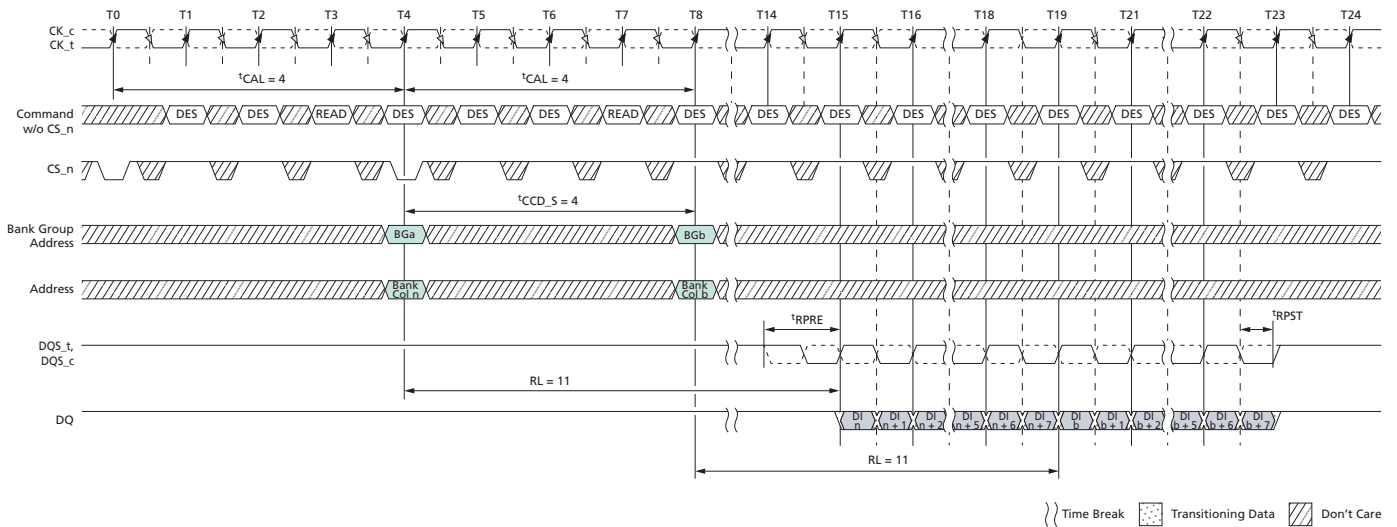 T0 T1 T2 T3 T4 T5 T6 T7 T8 T14 T15 T16 T18 T19 T21 T22 T23 T24
CK_c
CK_t
tCAL = 4 tCAL = 4
Command
w/o CS_n
DES DES READ DES DES DES READ DES DES DES DES DES DES DES DES DES DES
CS_n
tCCD_S = 4
Bank Group
Address
BGa BGb
Address
Bank
Col n
Bank
Col b
tRPRE tRPST
DQS_t,
DQS_c
RL = 11
DQ
DI
n
DI
n + 1
DI
n + 2
DI
n + 5
DI
n + 6
DI
n + 7
DI
b
DI
b + 1
DI
b + 2
DI
b + 5
DI
b + 6
DI
b + 7
RL = 11
Time Break Transitioning Data Don't Care